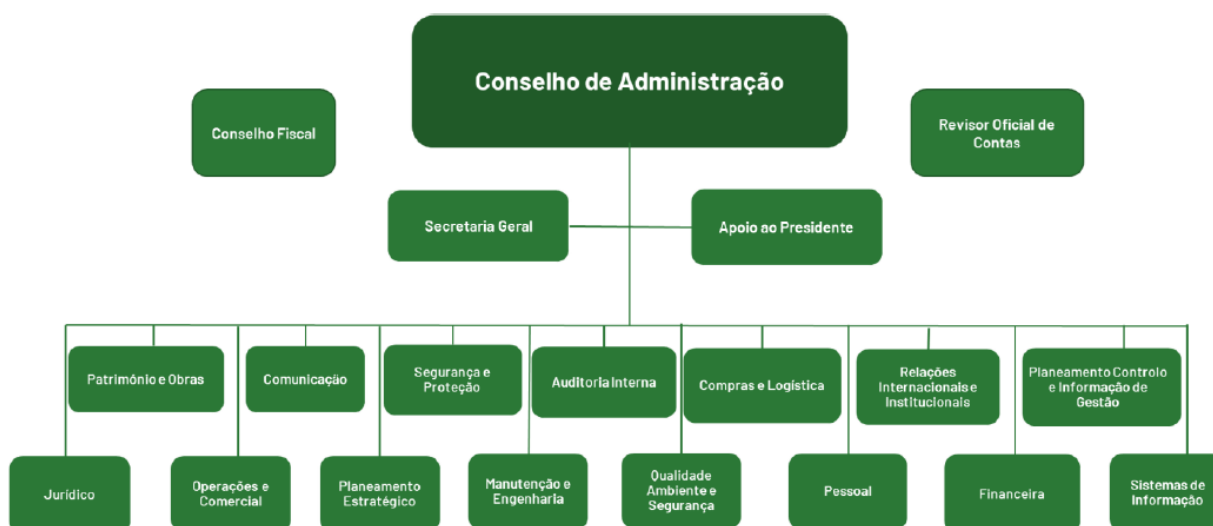 Conselho de Administração
Conselho Fiscal
Revisor Oficial de
Contas
Secretaria Geral
Apoio ao Presidente
Património e Obras
Comunicação
Segurança e
Proteção
Auditoria Interna
Compras e Logística
Relações
Internacionais e
Institucionais
Planeamento Controlo
e Informação de
Gestão
Jurídico
Operações e
Comercial
Planeamento
Estratégico
Manutenção e
Engenharia
Qualidade
Ambiente e
Segurança
Pessoal
Financeira
Sistemas de
Informação